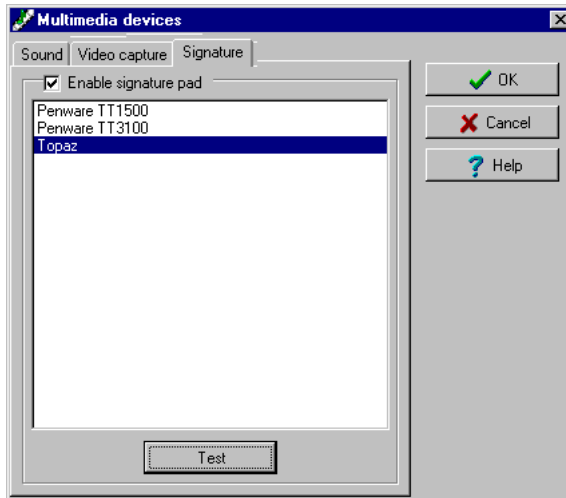 Multimedia devices
Sound Video capture Signature
Enable signature pad
Penware TT1500
Penware TT3100
Topaz
Test
OK
Cancel
Help